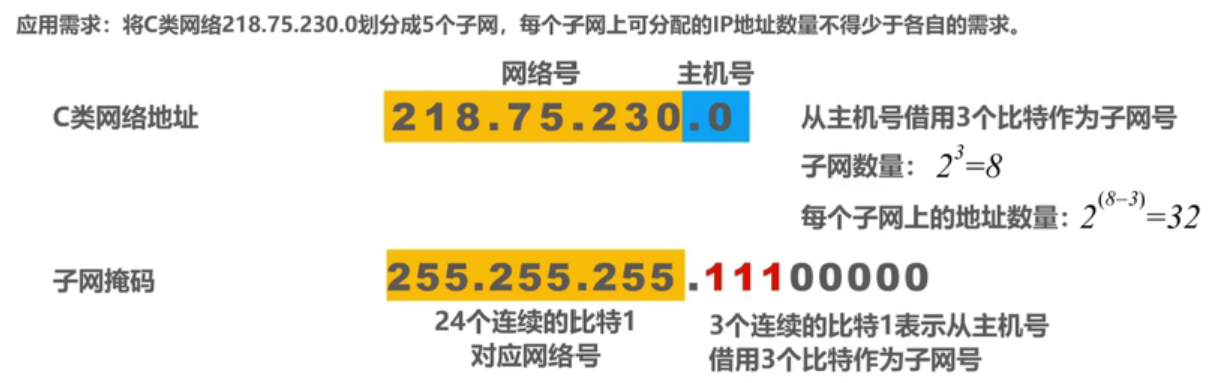 应用需求：将C类网络218.75.230.0划分成5个子网，每个子网上可分配的IP地址数量不得少于各自的需求。
网络号 主机号
C类网络地址 218.75.230.0 从主机号借用3个比特作为子网号
子网数量： 2^3=8
每个子网上的地址数量：2^(8-3)=32
子网掩码 255.255.255.11100000
24个连续的比特1
对应网络号
3个连续的比特1表示从主机号
借用3个比特作为子网号